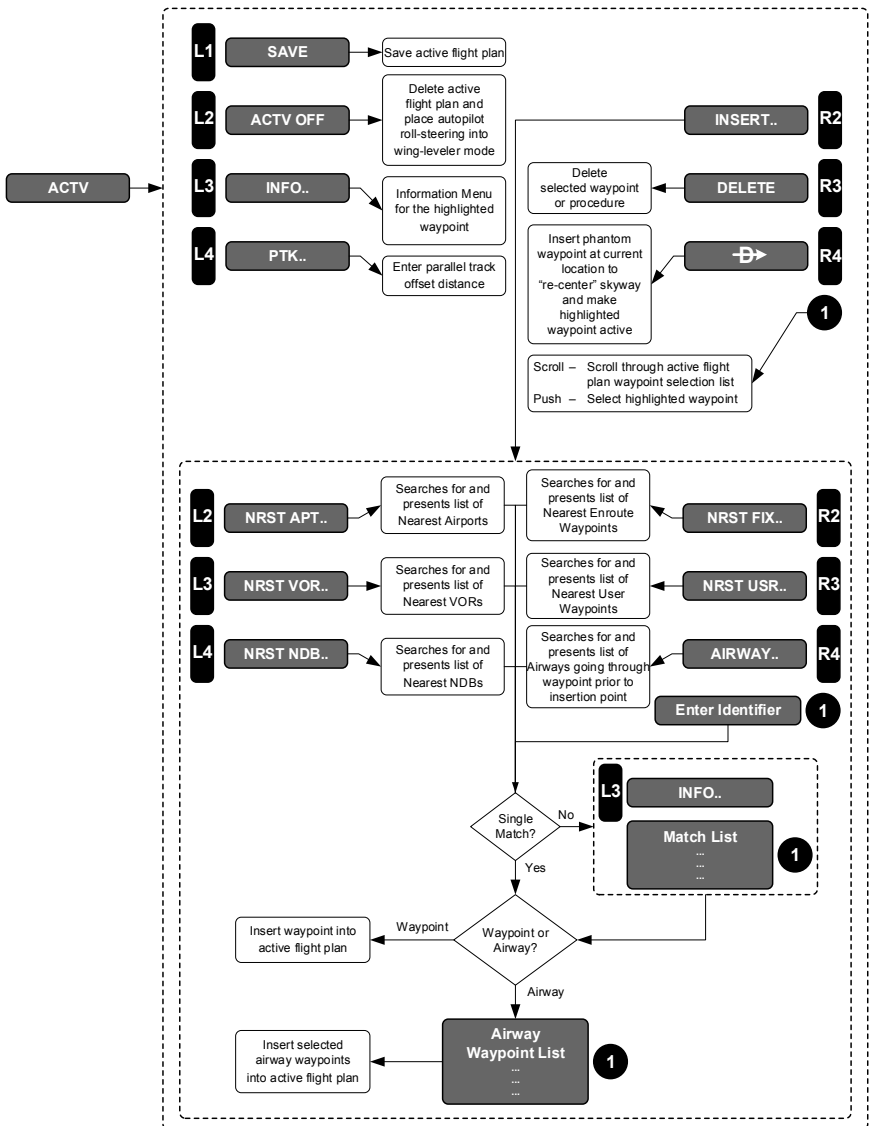 L1
SAVE
Save active flight plan
L2
ACTV OFF
Delete active
flight plan and
place autopilot
roll-steering into
wing-leveler mode
INSERT..
R2
ACTV
L3
INFO..
Information Menu
for the highlighted
waypoint
Delete
selected waypoint
or procedure
DELETE
R3
L4
PTK..
Enter parallel track
offset distance
Insert phantom
waypoint at current
location to
“re-center” skyway
and make
highlighted
waypoint active
D
R4
1
Scroll – Scroll through active flight
plan waypoint selection list
Push – Select highlighted waypoint
L2
NRST APT..
Searches for and
presents list of
Nearest Airports
Searches for and
presents list of
Nearest Enroute
Waypoints
NRST FIX..
R2
L3
NRST VOR..
Searches for and
presents list of
Nearest VORs
Searches for and
presents list of
Nearest User
Waypoints
NRST USR..
R3
L4
NRST NDB..
Searches for and
presents list of
Nearest NDBs
Searches for and
presents list of
Airways going through
waypoint prior to
insertion point
AIRWAY..
R4
Enter Identifier
1
Single
Match?
No
Yes
L3
INFO..
Match List
...
...
...
1
Waypoint or
Airway?
Waypoint
Insert waypoint into
active flight plan
Airway
Airway
Waypoint List
...
...
...
1
Insert selected
airway waypoints
into active flight plan